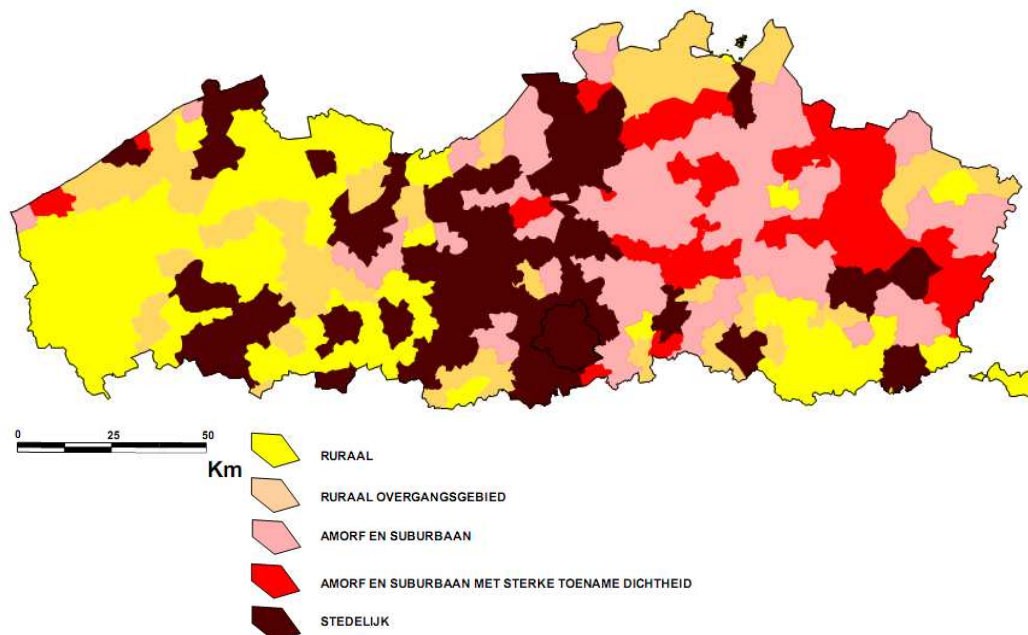 0 25 50
Km
RURAAL
RURAAL OVERGANGSGEBIED
AMORF EN SUBURBAAN
AMORF EN SUBURBAAN MET STERKE TOENAME DICHTHEID
STEDELIJK